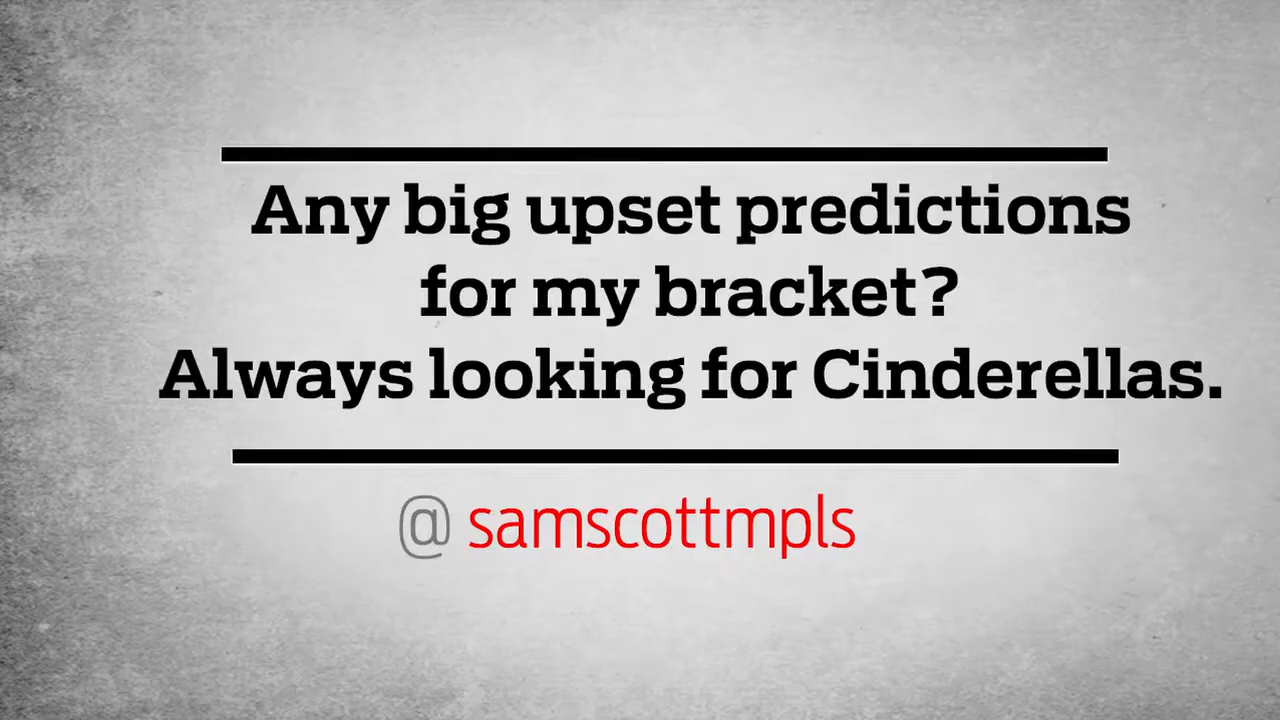 Any big upset predictions
for my bracket?
Always looking for Cinderellas.
@ samscottmpls